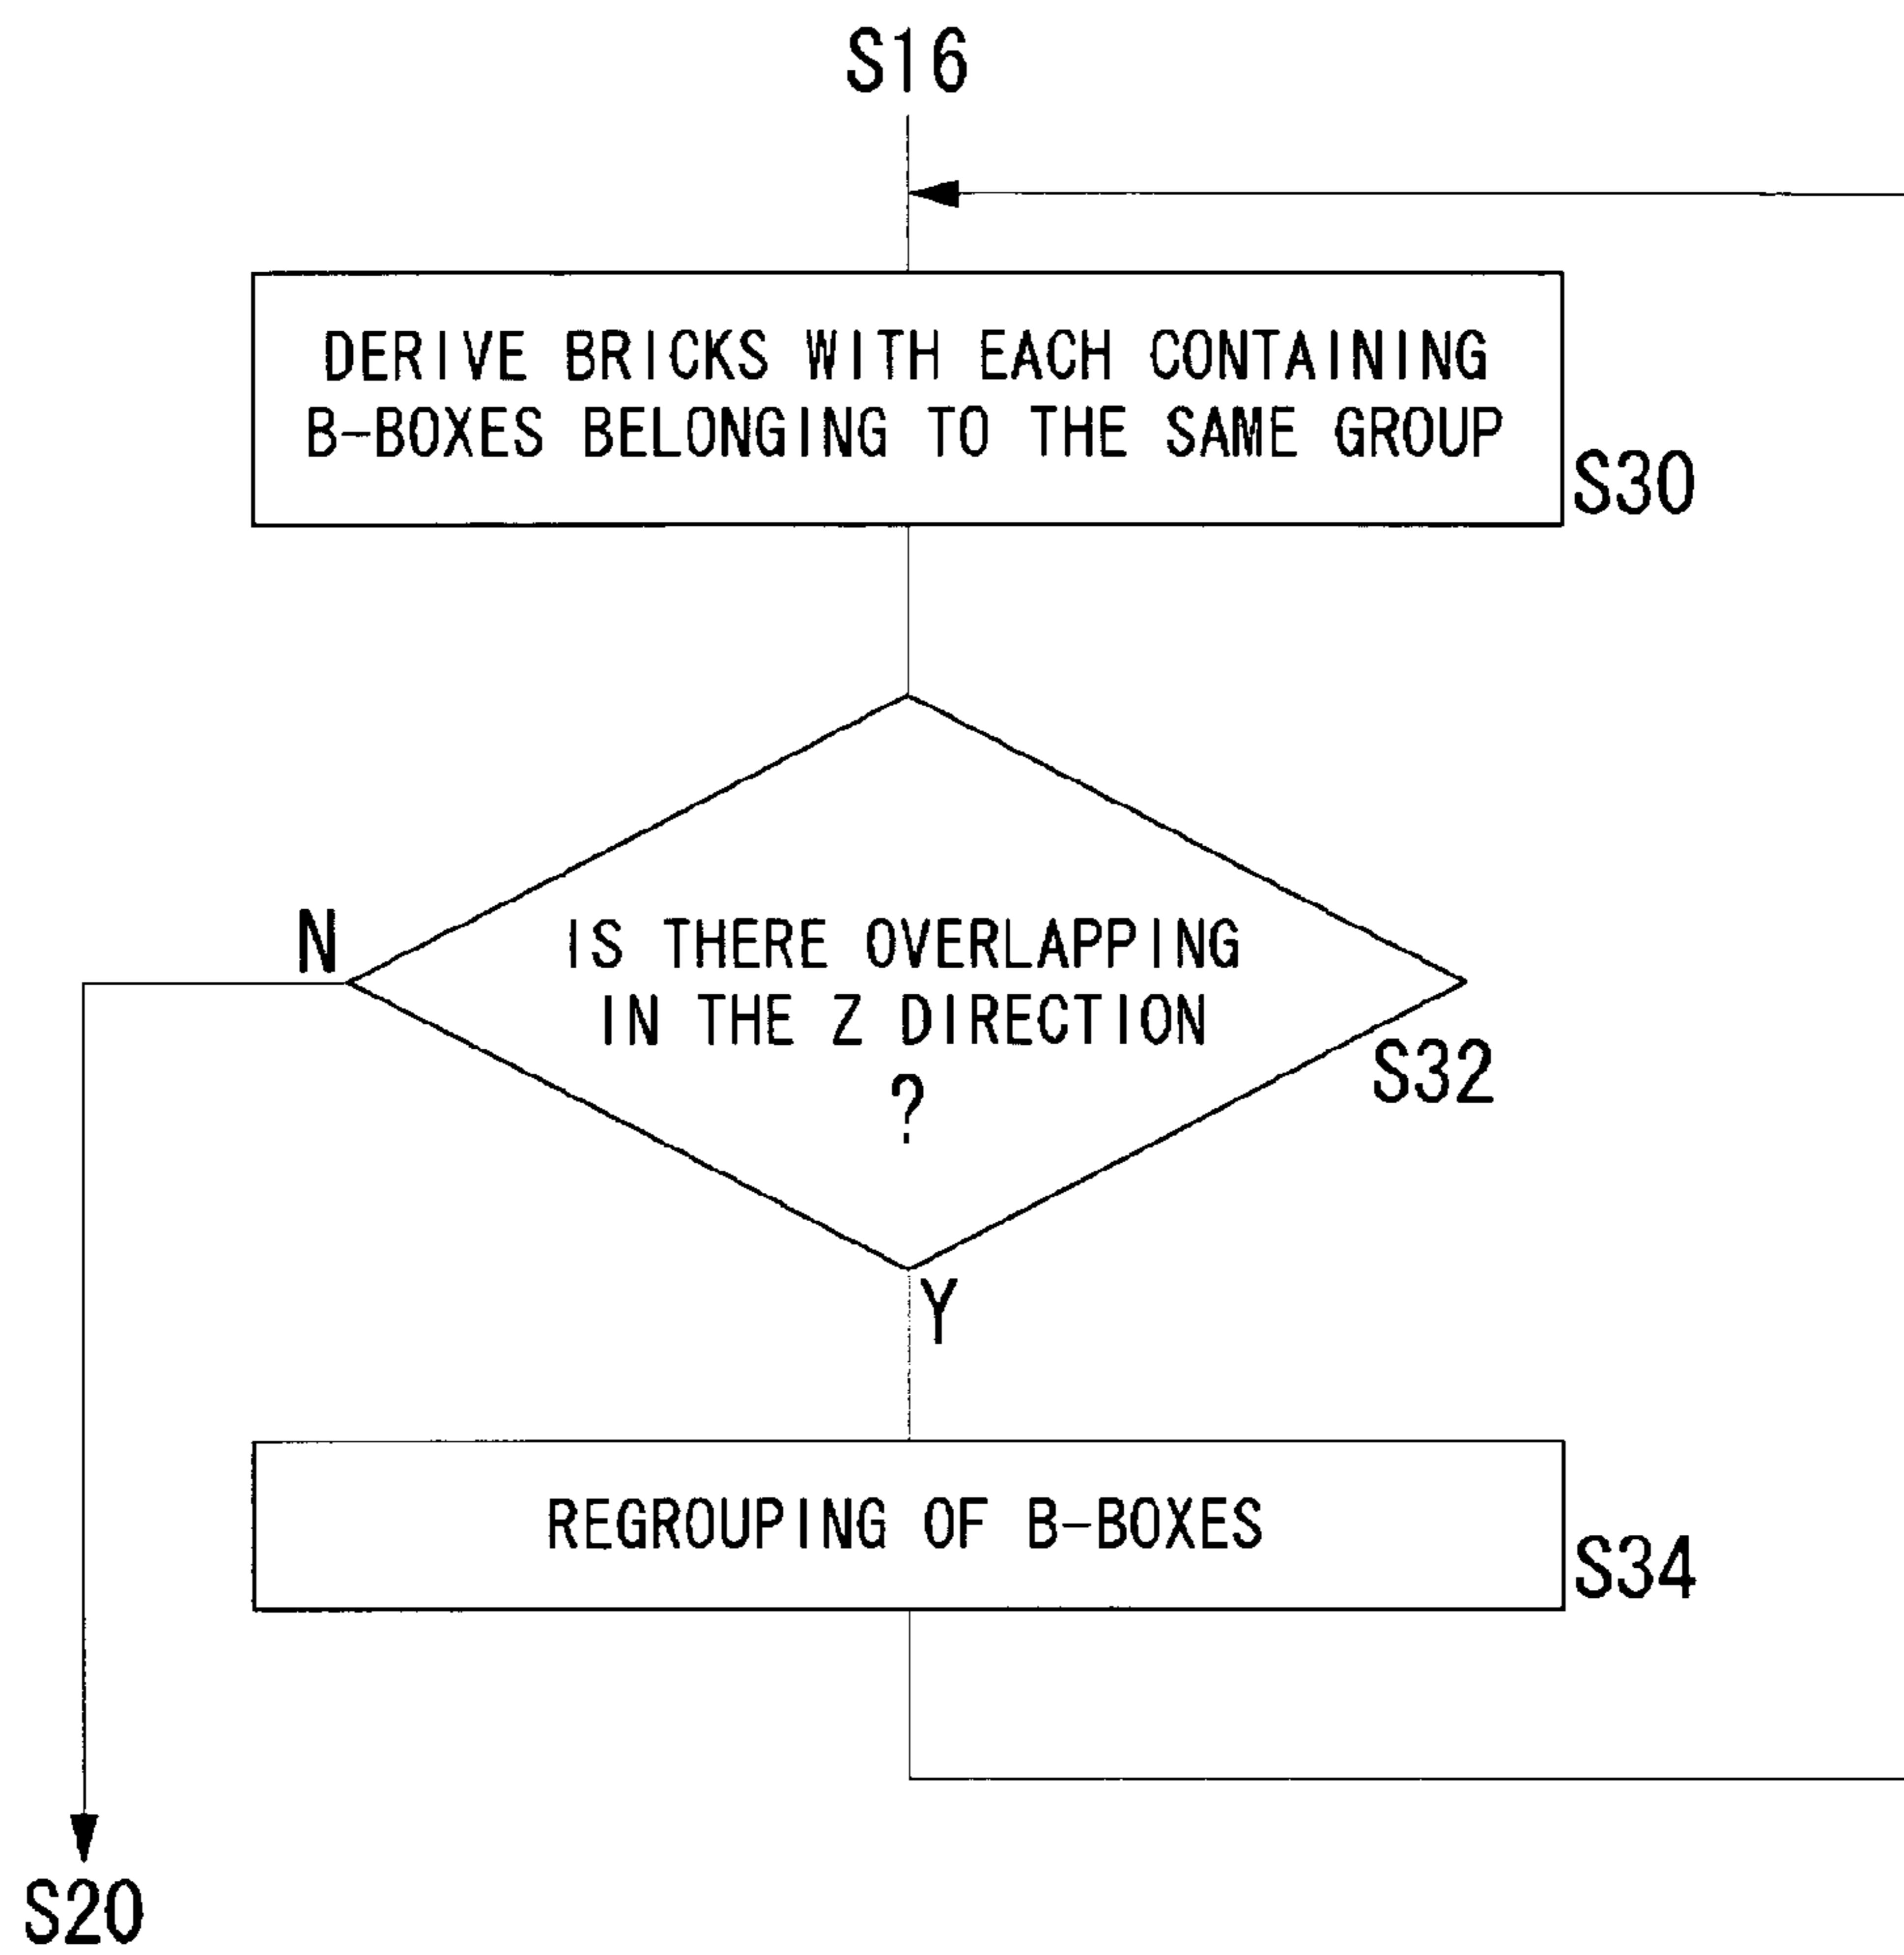 S16
DERIVE BRICKS WITH EACH CONTAINING
B-BOXES BELONGING TO THE SAME GROUP
S30
N
IS THERE OVERLAPPING
IN THE Z DIRECTION
?
S32
Y
REGROUPING OF B-BOXES
S34
S20